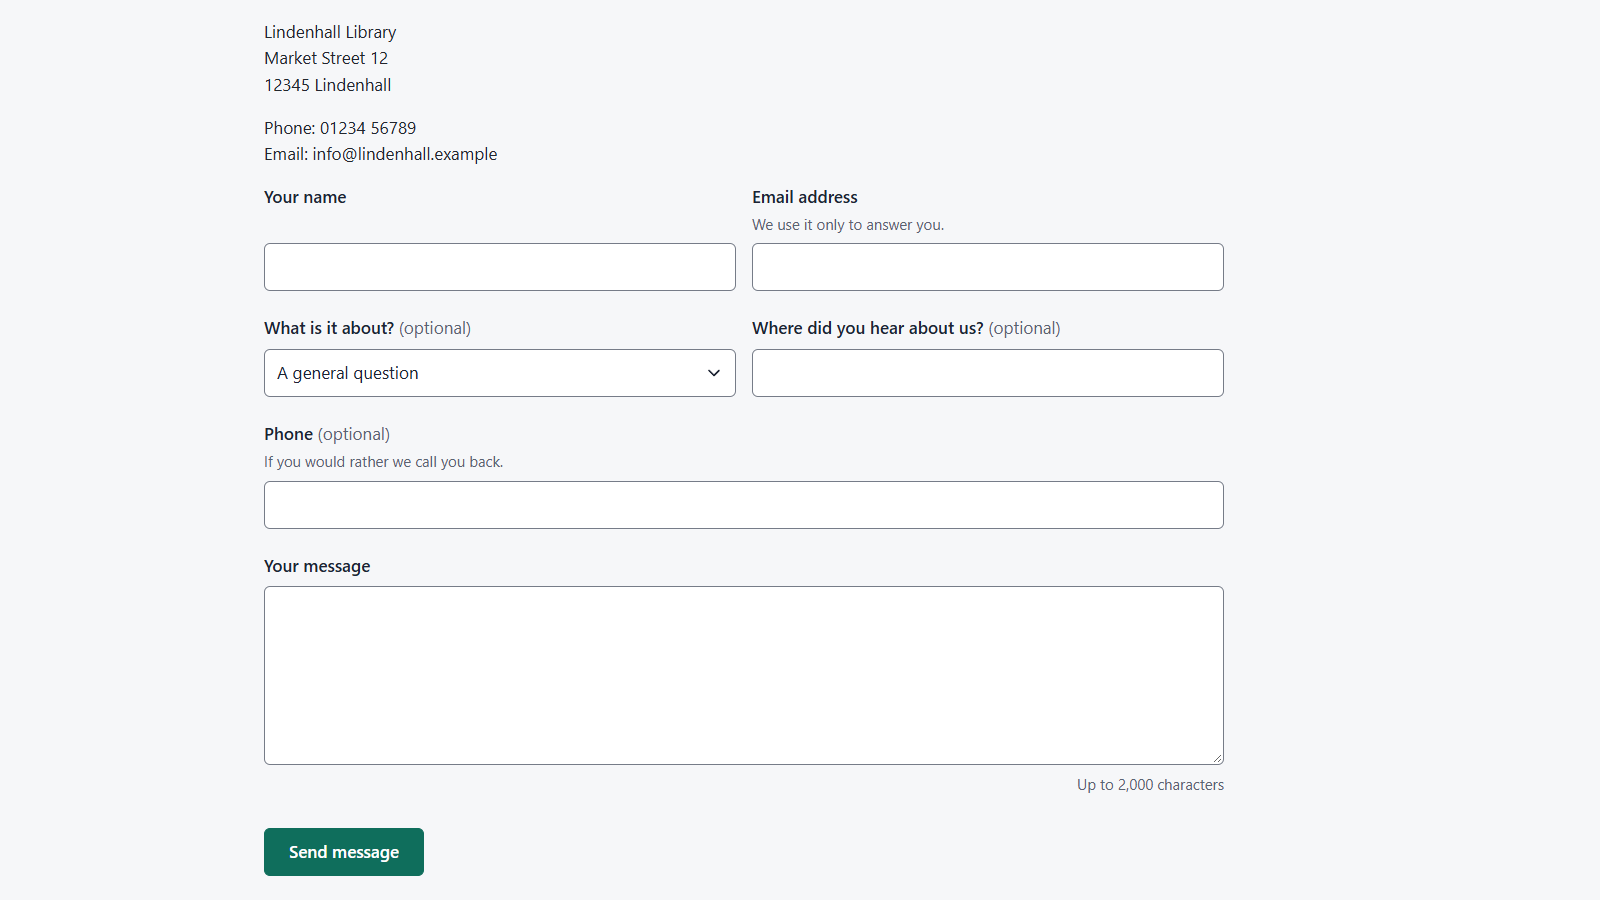 Lindenhall Library
Market Street 12
12345 Lindenhall
Phone: 01234 56789
Email: info@lindenhall.example
Your name
Email address
We use it only to answer you.
What is it about? (optional)
Where did you hear about us? (optional)
A general question
Phone (optional)
If you would rather we call you back.
Your message
Up to 2,000 characters
Send message